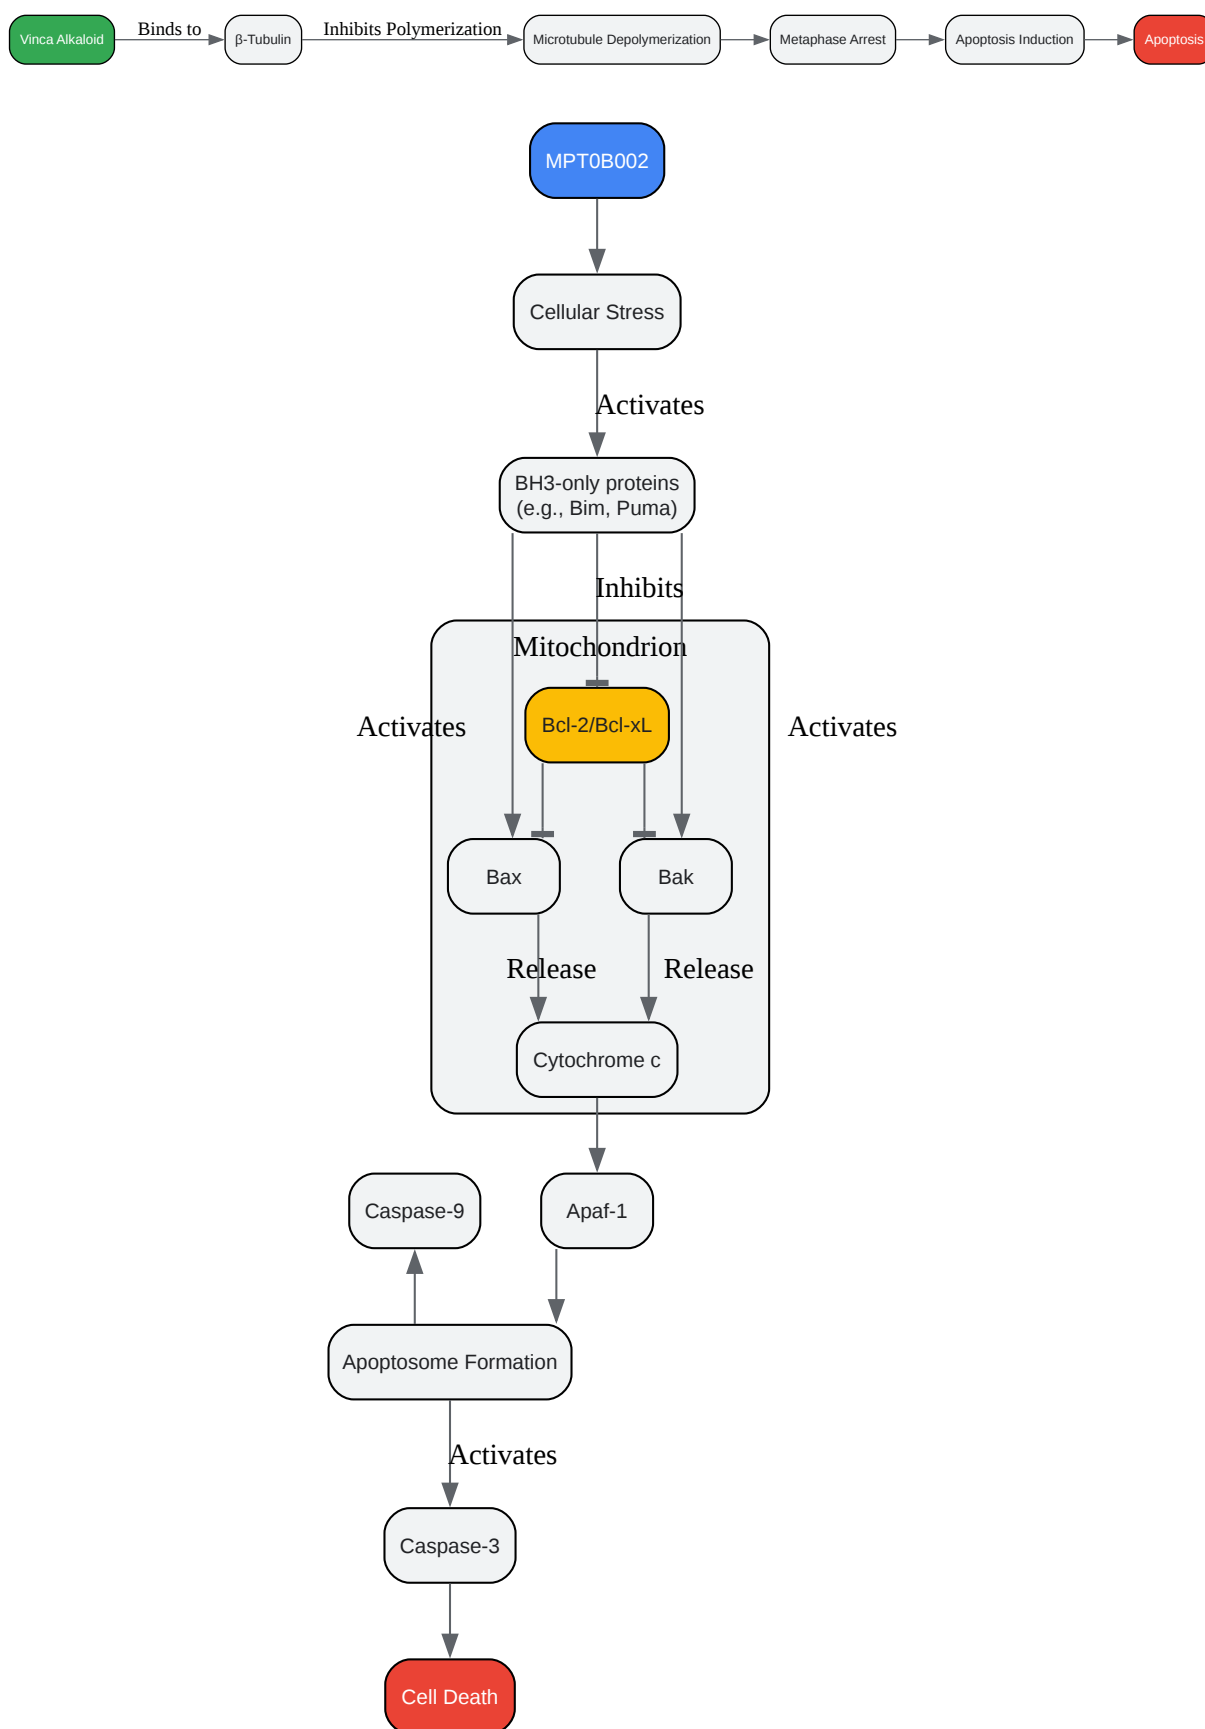 Vinca Alkaloid
Binds to
β-Tubulin
Inhibits Polymerization
Microtubule Depolymerization
Metaphase Arrest
Apoptosis Induction
Apoptosis
MPT0B002
Cellular Stress
Activates
BH3-only proteins
(e.g., Bim, Puma)
Inhibits
Mitochondrion
Activates
Bcl-2/Bcl-xL
Activates
Bax
Bak
Release
Release
Cytochrome c
Caspase-9
Apaf-1
Apoptosome Formation
Activates
Caspase-3
Cell Death